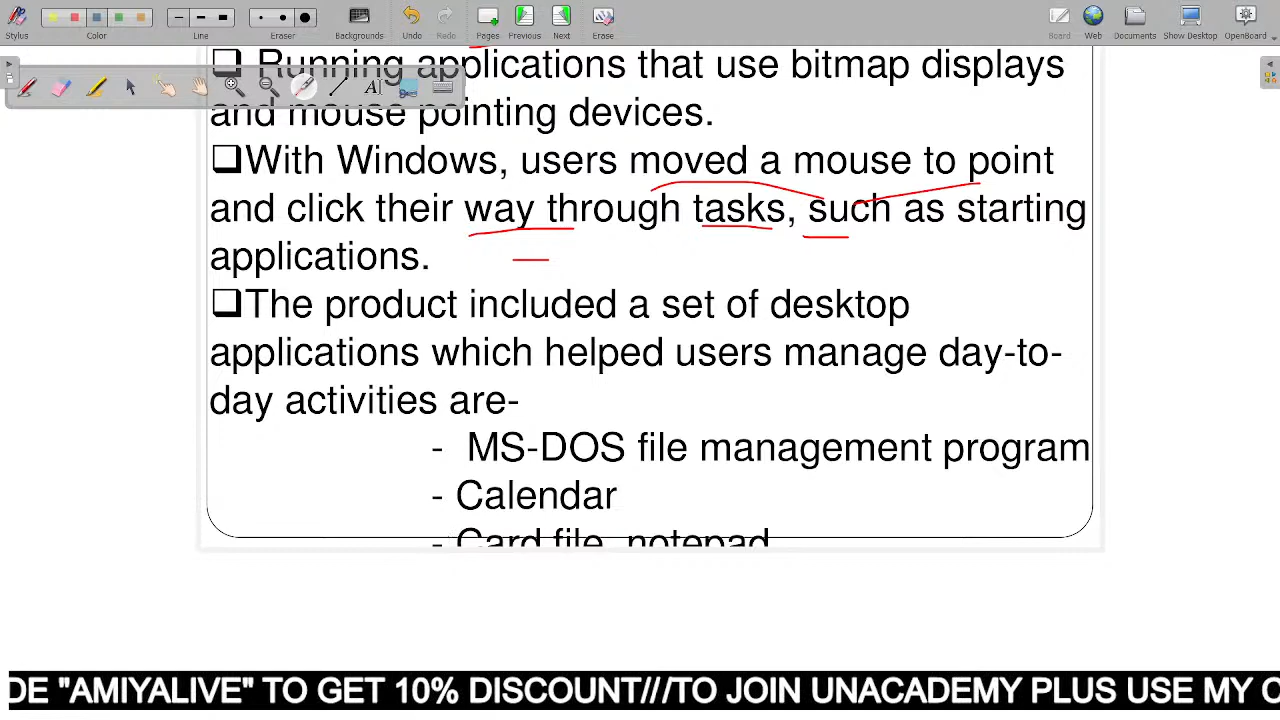 Stylus Color Line Eraser Backgrounds Undo Redo Pages Previous Next Erase Board Web Documents Show Desktop OpenBoard
❑ Running applications that use bitmap displays
and mouse pointing devices.
❑With Windows, users moved a mouse to point
and click their way through tasks, such as starting
applications.
❑The product included a set of desktop
applications which helped users manage day-to-
day activities are-
- MS-DOS file management program
- Calendar
- Card file, notepad
DE "AMIYALIVE" TO GET 10% DISCOUNT///TO JOIN UNACADEMY PLUS USE MY C